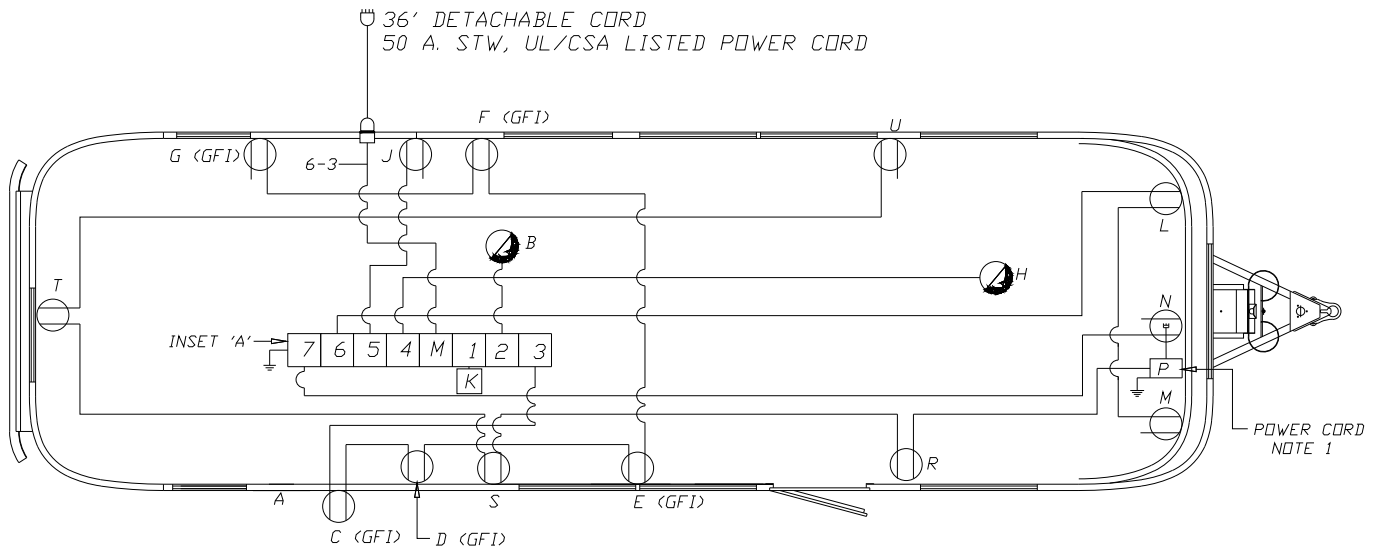 36' DETACHABLE CORD
50 A. STW, UL/CSA LISTED POWER CORD
F (GFI)
U
G (GFI)
J
6-3
L
B
H
T
N
INSET 'A'
7 6 5 4 M 1 2 3
K
P
M
POWER CORD
NOTE 1
R
A
S
E (GFI)
C (GFI)
D (GFI)